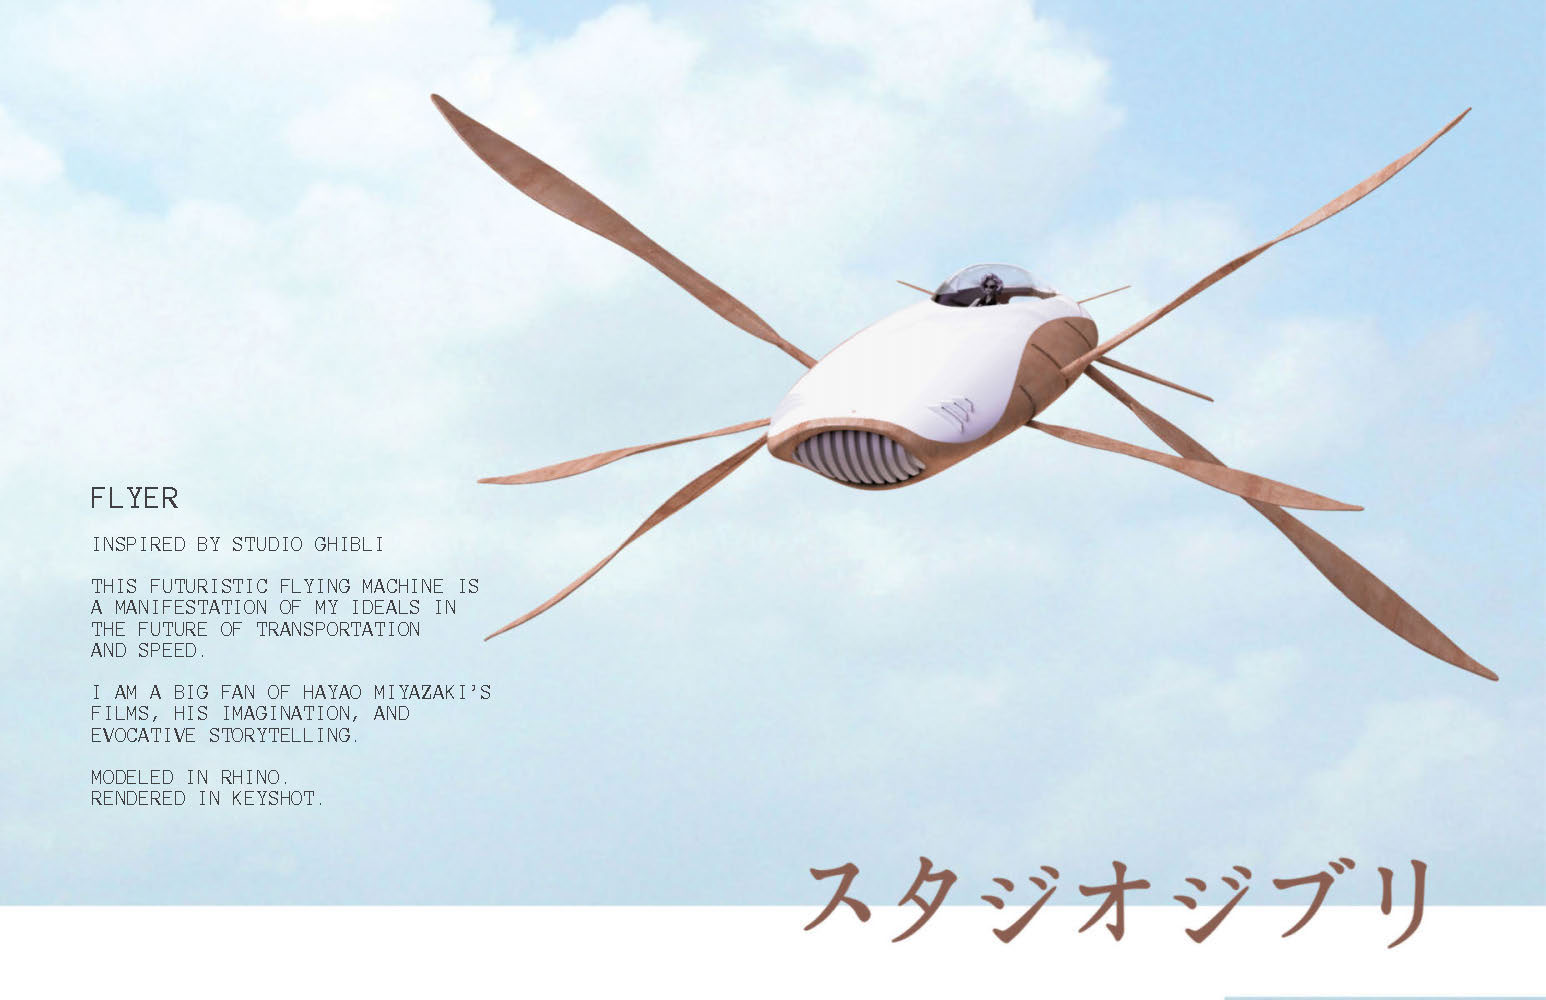 FLYER
INSPIRED BY STUDIO GHIBLI
THIS FUTURISTIC FLYING MACHINE IS
A MANIFESTATION OF MY IDEALS IN
THE FUTURE OF TRANSPORTATION
AND SPEED.
I AM A BIG FAN OF HAYAO MIYAZAKI'S
FILMS, HIS IMAGINATION, AND
EVOCATIVE STORYTELLING.
MODELED IN RHINO.
RENDERED IN KEYSHOT.
スタジオジブリ